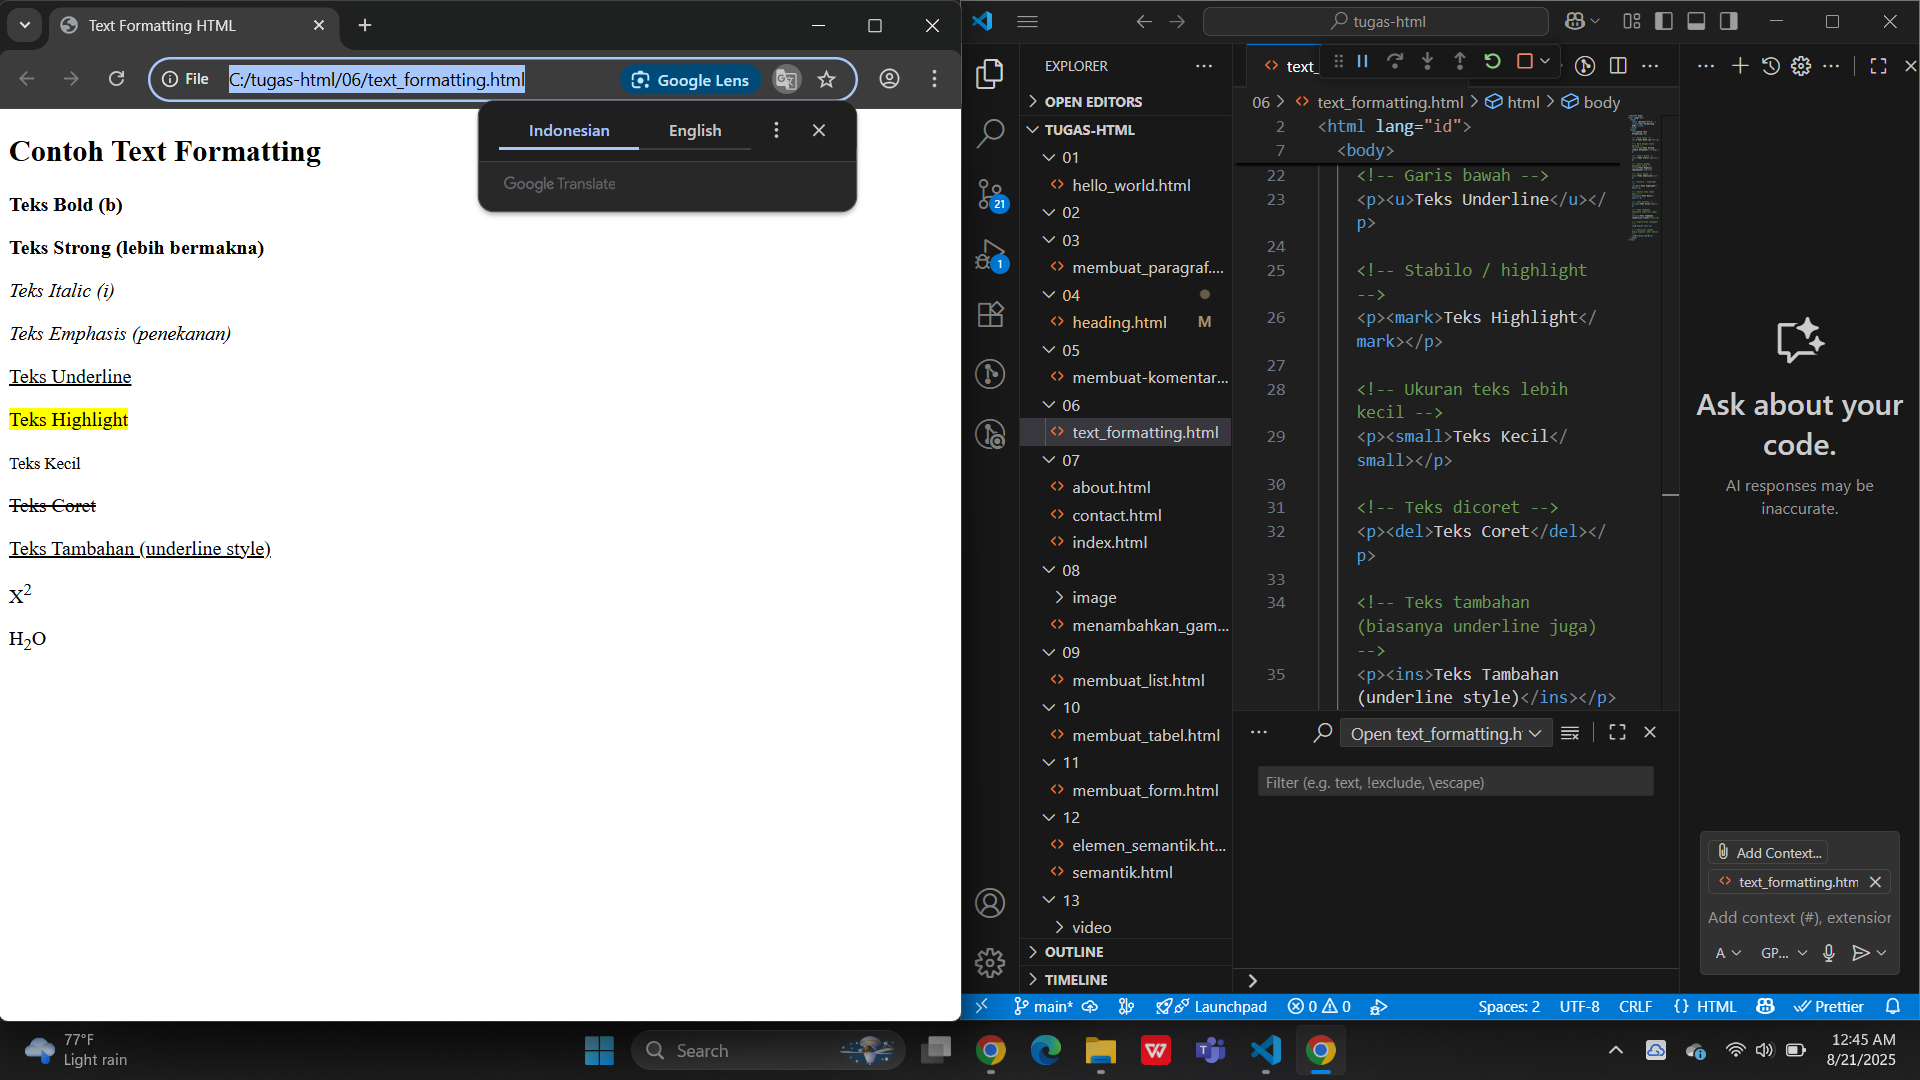 Text Formatting HTML
File
C:/tugas-html/06/text_formatting.html
Google Lens
Indonesian
English
Google Translate
Contoh Text Formatting
Teks Bold (b)
Teks Strong (lebih bermakna)
Teks Italic (i)
Teks Emphasis (penekanan)
Teks Underline
Teks Highlight
Teks Kecil
Teks Coret
Teks Tambahan (underline style)
X2
H2O
tugas-html
EXPLORER
OPEN EDITORS
TUGAS-HTML
01
hello_world.html
02
03
membuat_paragraf....
04
heading.html M
05
membuat-komentar...
06
text_formatting.html
07
about.html
contact.html
index.html
08
image
menambahkan_gam...
09
membuat_list.html
10
membuat_tabel.html
11
membuat_form.html
12
elemen_semantik.ht...
semantik.html
13
video
OUTLINE
TIMELINE
21
1
text_
06 > text_formatting.html > html > body
2 <html lang="id">
7 <body>
22 <!-- Garis bawah -->
23 <p><u>Teks Underline</u></
p>
24
25 <!-- Stabilo / highlight
-->
26 <p><mark>Teks Highlight</
mark></p>
27
28 <!-- Ukuran teks lebih
kecil -->
29 <p><small>Teks Kecil</
small></p>
30
31 <!-- Teks dicoret -->
32 <p><del>Teks Coret</del></
p>
33
34 <!-- Teks tambahan
(biasanya underline juga)
-->
35 <p><ins>Teks Tambahan
(underline style)</ins></p>
Open text_formatting.h
Filter (e.g. text, !exclude, \escape)
Ask about your
code.
AI responses may be
inaccurate.
Add Context...
text_formatting.htm
Add context (#), extension
A
GP...
main*
Launchpad
0 0
Spaces: 2
UTF-8
CRLF
{} HTML
Prettier
77°F
Light rain
Search
12:45 AM
8/21/2025